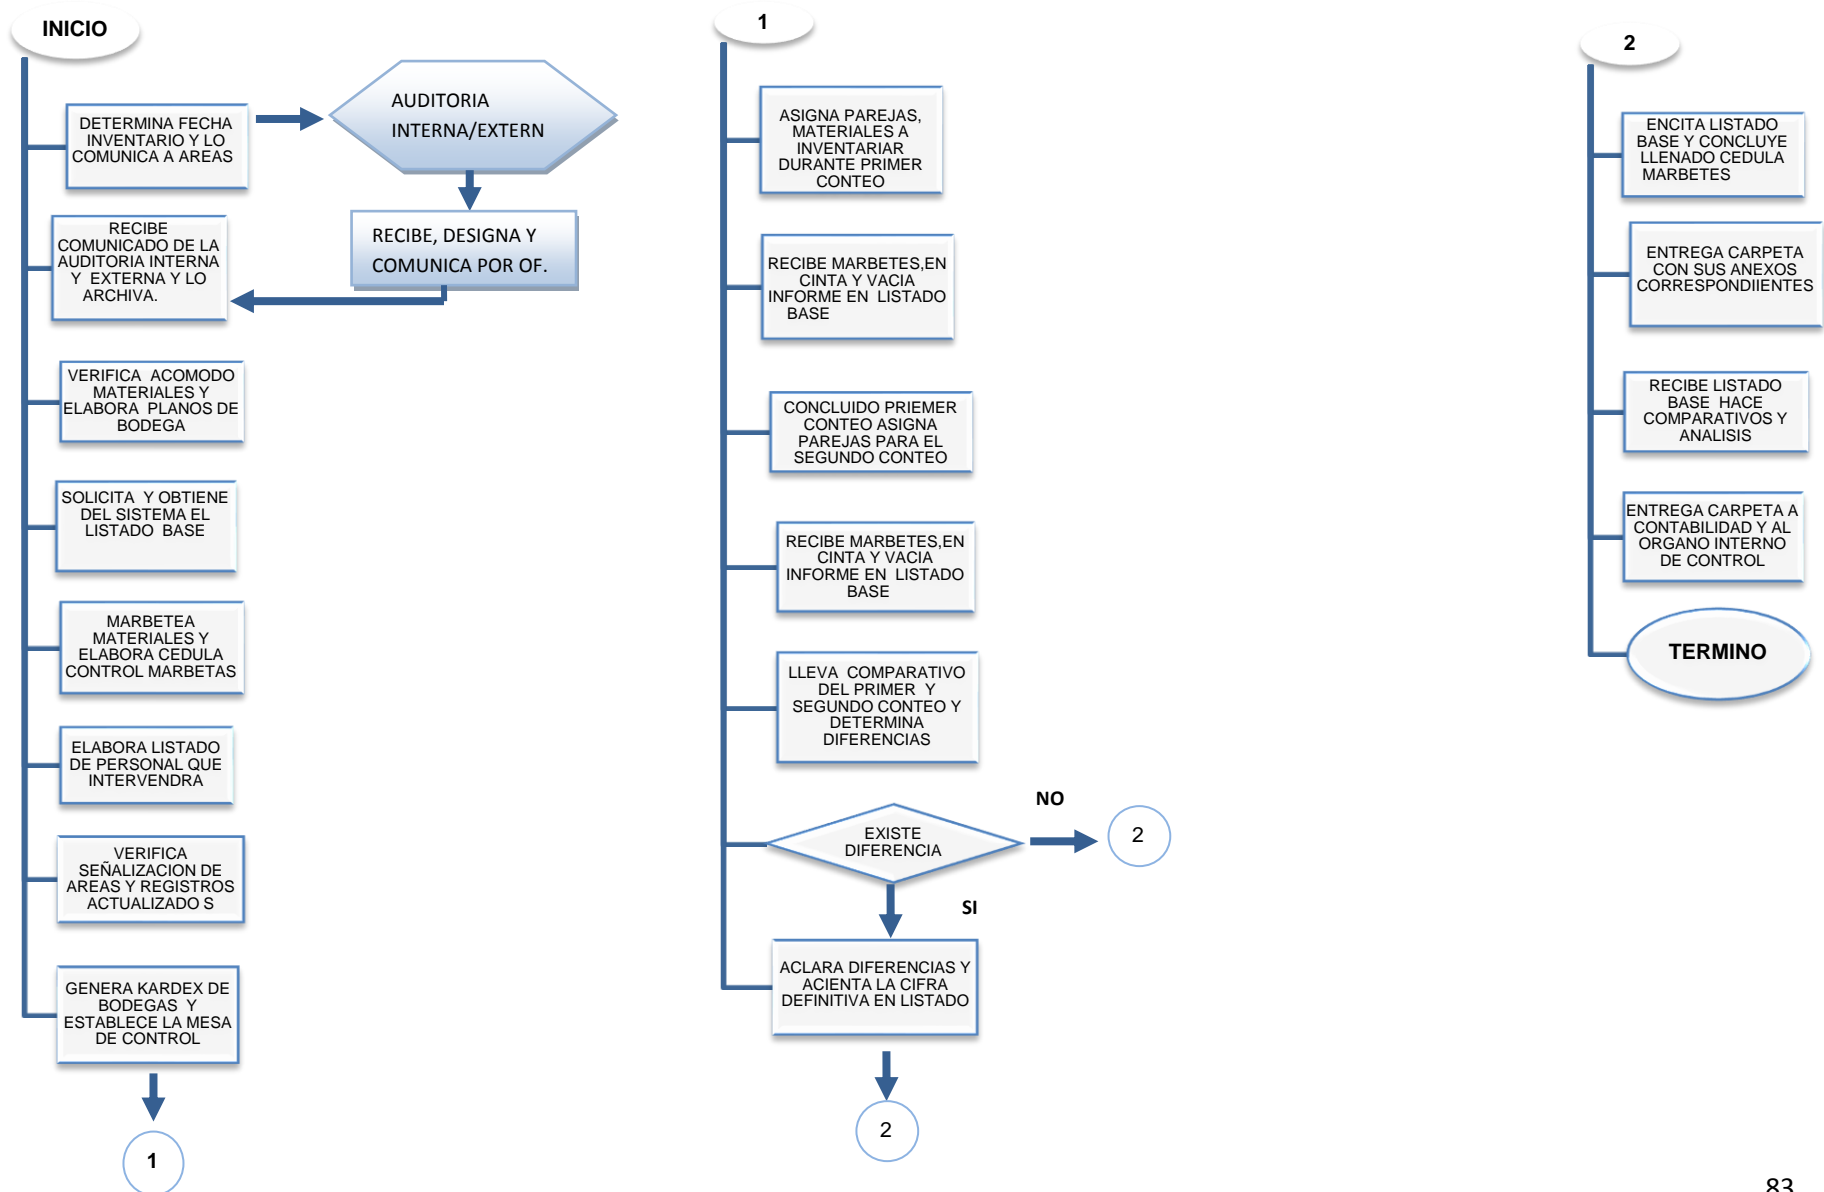 INICIO
DETERMINA FECHA
INVENTARIO Y LO
COMUNICA A AREAS
AUDITORIA
INTERNA/EXTERN
RECIBE, DESIGNA Y
COMUNICA POR OF.
RECIBE
COMUNICADO DE LA
AUDITORIA INTERNA
Y EXTERNA Y LO
ARCHIVA.
VERIFICA ACOMODO
MATERIALES Y
ELABORA PLANOS DE
BODEGA
SOLICITA Y OBTIENE
DEL SISTEMA EL
LISTADO BASE
MARBETEA
MATERIALES Y
ELABORA CEDULA
CONTROL MARBETAS
ELABORA LISTADO
DE PERSONAL QUE
INTERVENDRA
VERIFICA
SEÑALIZACION DE
AREAS Y REGISTROS
ACTUALIZADO S
GENERA KARDEX DE
BODEGAS Y
ESTABLECE LA MESA
DE CONTROL
1
1
ASIGNA PAREJAS,
MATERIALES A
INVENTARIAR
DURANTE PRIMER
CONTEO
RECIBE MARBETES,EN
CINTA Y VACIA
INFORME EN LISTADO
BASE
CONCLUIDO PRIEMER
CONTEO ASIGNA
PAREJAS PARA EL
SEGUNDO CONTEO
RECIBE MARBETES,EN
CINTA Y VACIA
INFORME EN LISTADO
BASE
LLEVA COMPARATIVO
DEL PRIMER Y
SEGUNDO CONTEO Y
DETERMINA
DIFERENCIAS
EXISTE
DIFERENCIA
NO
2
SI
ACLARA DIFERENCIAS Y
ACIENTA LA CIFRA
DEFINITIVA EN LISTADO
2
2
ENCITA LISTADO
BASE Y CONCLUYE
LLENADO CEDULA
MARBETES
ENTREGA CARPETA
CON SUS ANEXOS
CORRESPONDIIENTES
RECIBE LISTADO
BASE HACE
COMPARATIVOS Y
ANALISIS
ENTREGA CARPETA A
CONTABILIDAD Y AL
ORGANO INTERNO
DE CONTROL
TERMINO
83